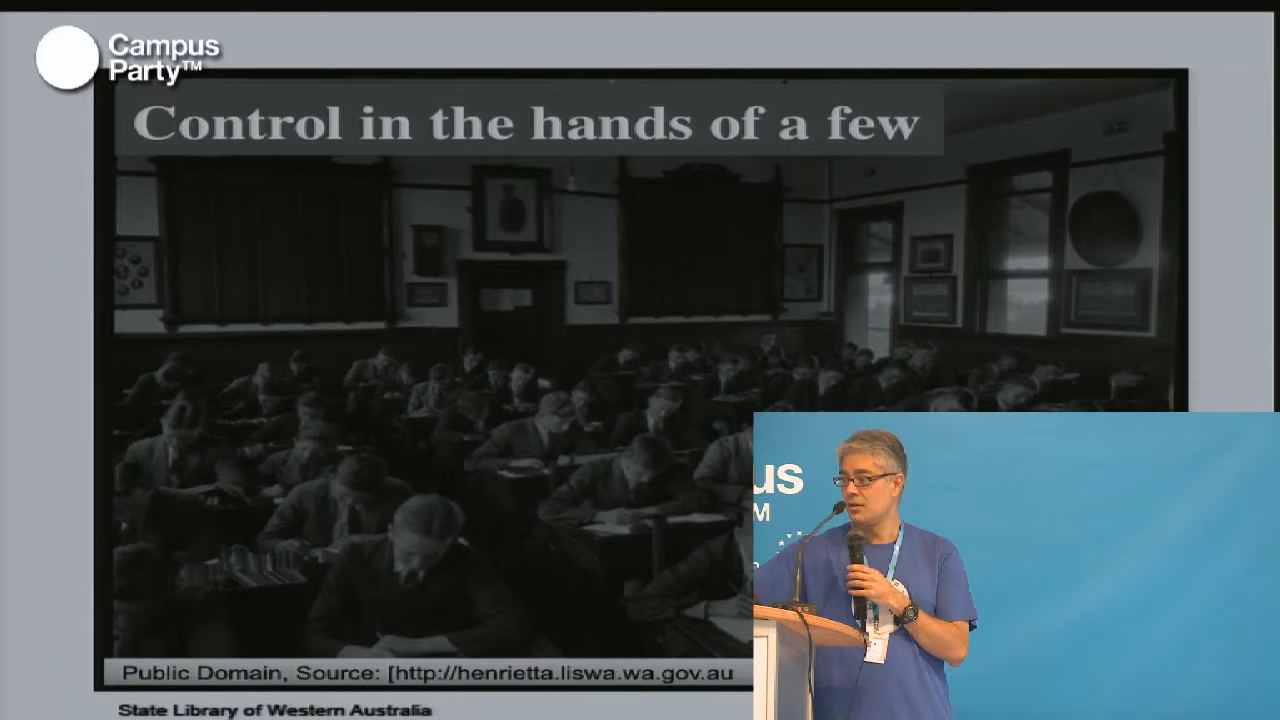 Campus
Party™
Control in the hands of a few
us
M
Public Domain, Source: [http://henrietta.liswa.wa.gov.au
State Library of Western Australia